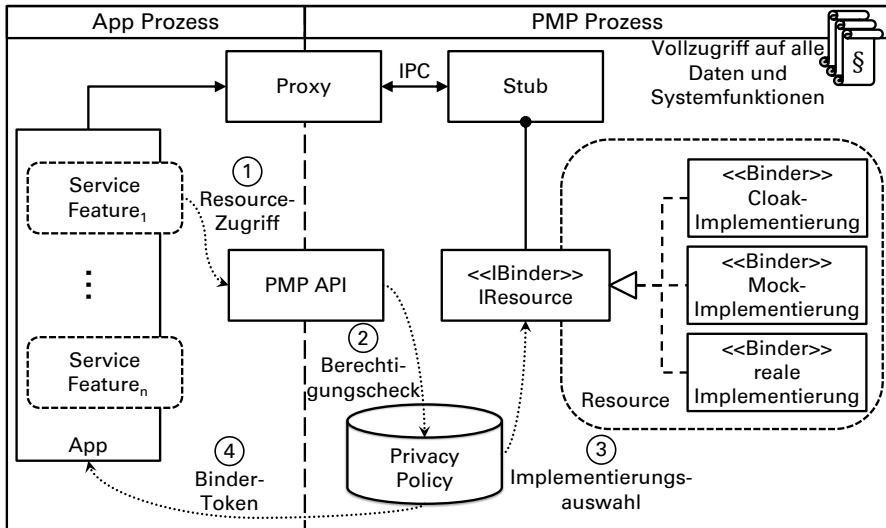 App Prozess
PMP Prozess
Vollzugriff auf alle
Daten und
Systemfunktionen
§
Proxy
IPC
Stub
Service
Feature1
1
Resource-
Zugriff
<<Binder>>
Cloak-
Implementierung
PMP API
<<IBinder>>
IResource
<<Binder>>
Mock-
Implementierung
2
Berechti-
gungscheck
Service
Featuren
<<Binder>>
reale
Implementierung
Resource
App
4
Binder-
Token
Privacy
Policy
3
Implementierungs-
auswahl